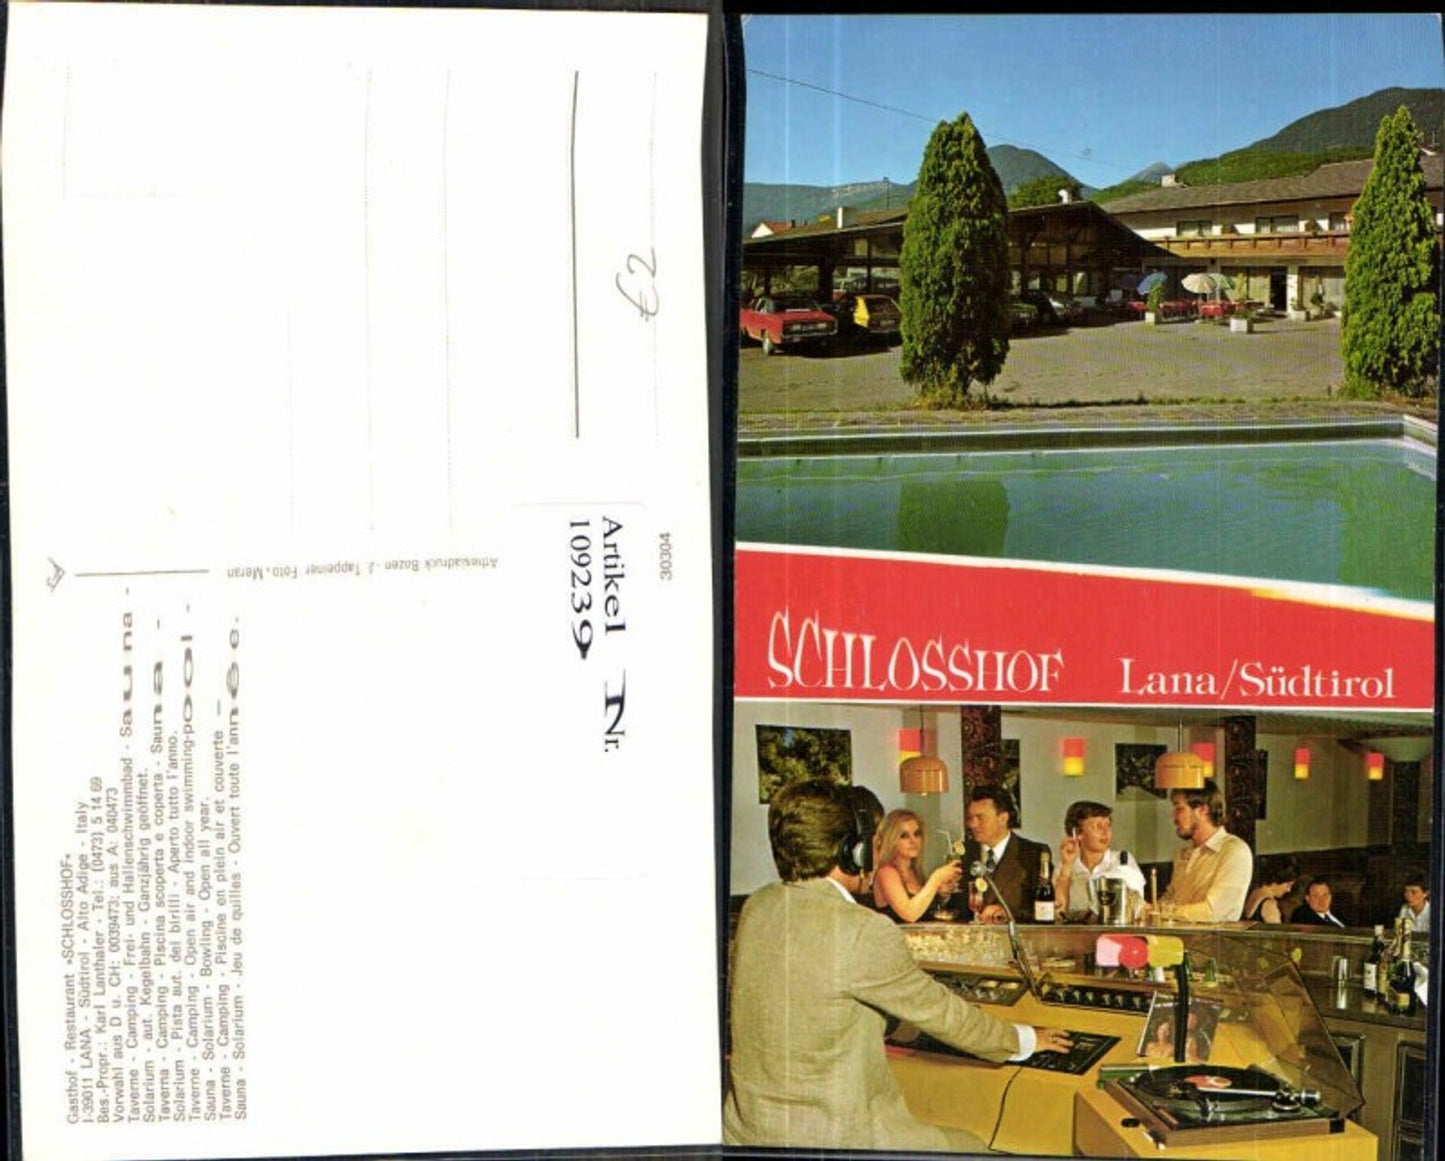 Gasthof - Restaurant »SCHLOSSHOF«
I-39011 LANA - Südtirol - Alto Adige - Italy
Bes.-Propr.: Karl Lanthaler - Tel.: (0473) 5 14 69
Vorwahl aus D u. CH: 0039473; aus A: 040473
Taverne - Camping - Frei- und Hallenschwimmbad - Sauna -
Solarium - aut. Kegelbahn - Ganzjährig geöffnet.
Taverna - Camping - Piscina scoperta e coperta - Sauna -
Solarium - Pista aut. dei birilli - Aperto tutto l'anno.
Taverne - Camping - Open air and indoor swimming-pool -
Sauna - Solarium - Bowling - Open all year.
Taverne - Camping - Piscine en plein air et couverte -
Sauna - Solarium - Jeu de quilles - Ouvert toute l'année.
Athesiadruck Bozen - J. Tappeiner Foto, Meran
€2
30304
Artikel Nr.
109239
SCHLOSSHOF Lana/Südtirol